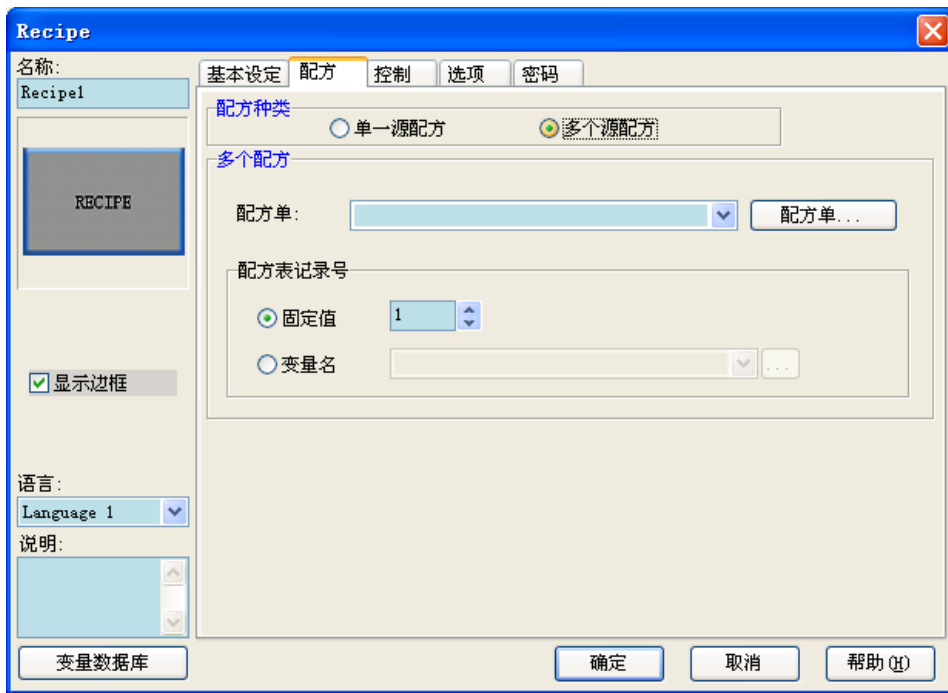 Recipe
名称:
Recipe1
RECIPE
显示边框
语言:
Language 1
说明:
变量数据库
基本设定 配方 控制 选项 密码
配方种类
单一源配方 多个源配方
多个配方
配方单: 配方单...
配方表记录号
固定值 1
变量名 ...
确定 取消 帮助(H)